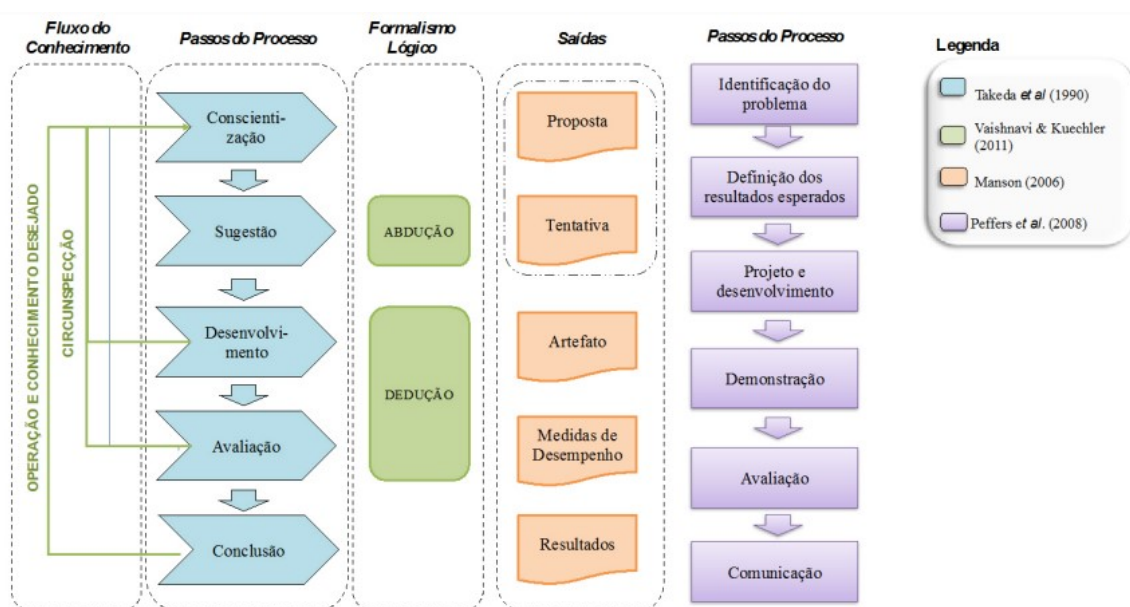 Fluxo do
Conhecimento
Passos do Processo
Formalismo
Lógico
Saídas
Passos do Processo
Legenda
OPERAÇÃO E CONHECIMENTO DESEJADO
CIRCUNSPECÇÃO
Conscienti-
zação
Sugestão
Desenvolvi-
mento
Avaliação
Conclusão
ABDUÇÃO
DEDUÇÃO
Proposta
Tentativa
Artefato
Medidas de
Desempenho
Resultados
Identificação do
problema
Definição dos
resultados esperados
Projeto e
desenvolvimento
Demonstração
Avaliação
Comunicação
Takeda et al (1990)
Vaishnavi & Kuechler
(2011)
Manson (2006)
Peffers et al. (2008)